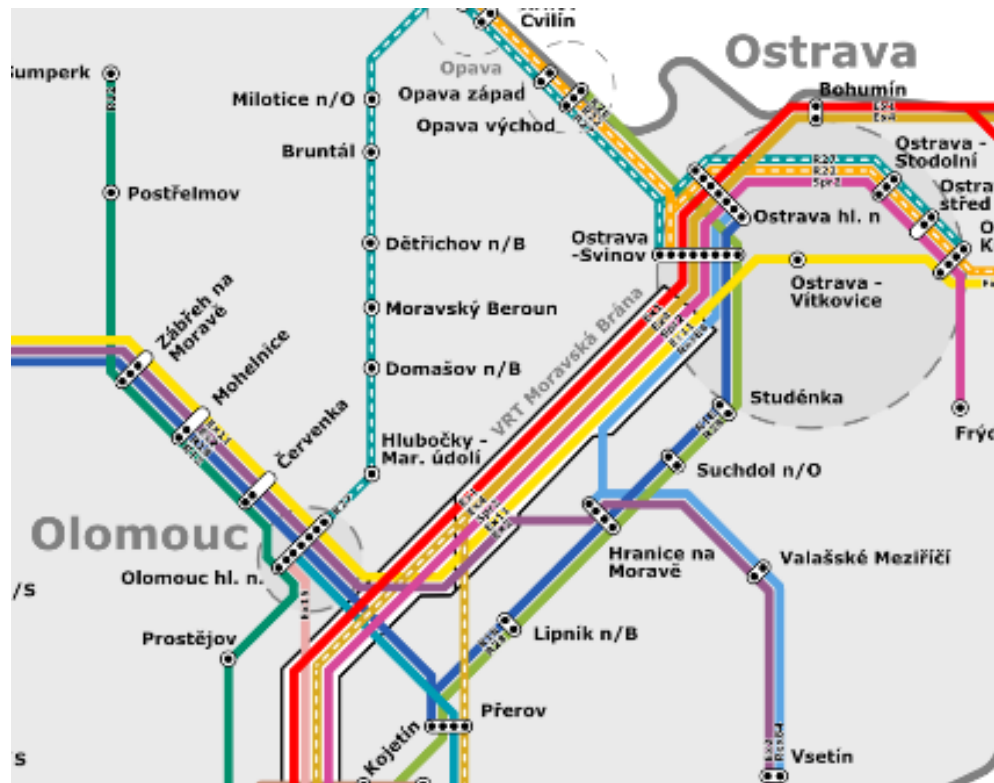 Cvilín
Ostrava
Šumperk
Opava
Bohumín
Milotice n/O
Opava západ
Opava východ
Ostrava -
Stodolní
Bruntál
Postřelmov
střed
Ostrava hl. n
Dětřichov n/B
Ostrava
-Svinov
Ostrava -
Vítkovice
Zábřeh na
Moravě
Moravský Beroun
VRT Moravská Brána
Mohelnice
Domašov n/B
Studénka
Červenka
Hlubočky -
Mar. údolí
Suchdol n/O
Olomouc
Hranice na
Moravě
Valašské Meziříčí
Olomouc hl. n.
/S
Prostějov
Lipník n/B
Přerov
Kojetín
Vsetín
/S